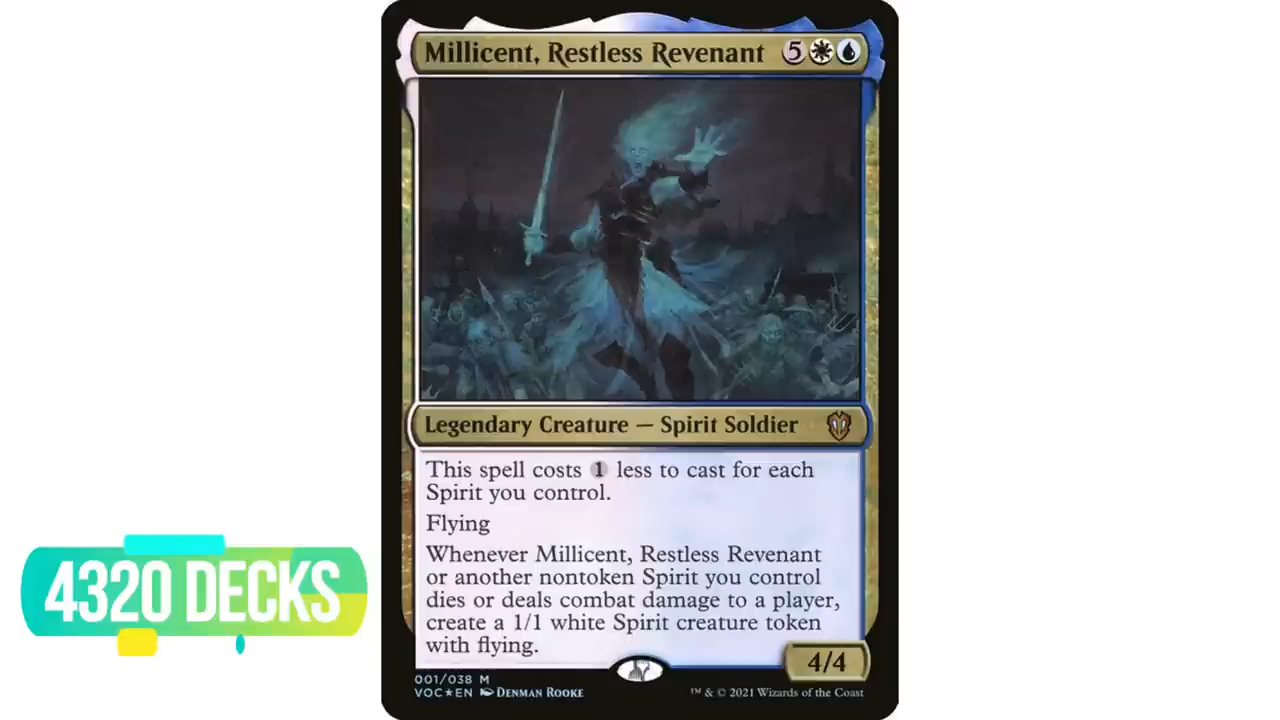 Millicent, Restless Revenant 5
Legendary Creature — Spirit Soldier
This spell costs 1 less to cast for each
Spirit you control.
Flying
Whenever Millicent, Restless Revenant
or another nontoken Spirit you control
dies or deals combat damage to a player,
create a 1/1 white Spirit creature token
with flying.
4/4
001/038 M
VOC★EN DENMAN ROOKE
™ & © 2021 Wizards of the Coast
4320 DECKS